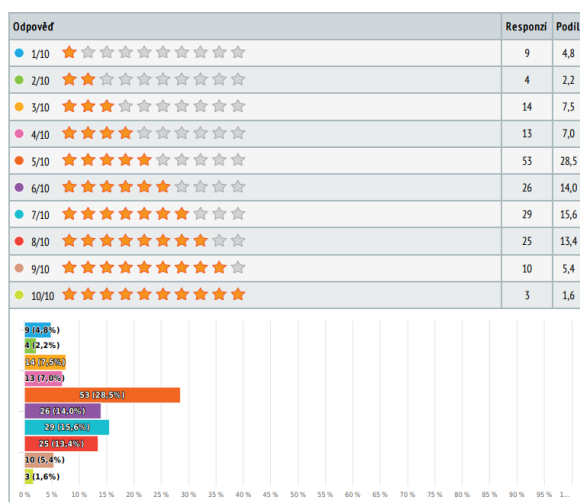 Odpověď Responzí Podíl
1/10 9 4,8
2/10 4 2,2
3/10 14 7,5
4/10 13 7,0
5/10 53 28,5
6/10 26 14,0
7/10 29 15,6
8/10 25 13,4
9/10 10 5,4
10/10 3 1,6
9 (4,8%)
4 (2,2%)
14 (7,5%)
13 (7,0%)
53 (28,5%)
26 (14,0%)
29 (15,6%)
25 (13,4%)
10 (5,4%)
3 (1,6%)
0 % 5 % 10 % 15 % 20 % 25 % 30 % 35 % 40 % 45 % 50 % 55 % 60 % 65 % 70 % 75 % 80 % 85 % 90 % 95 % 1...